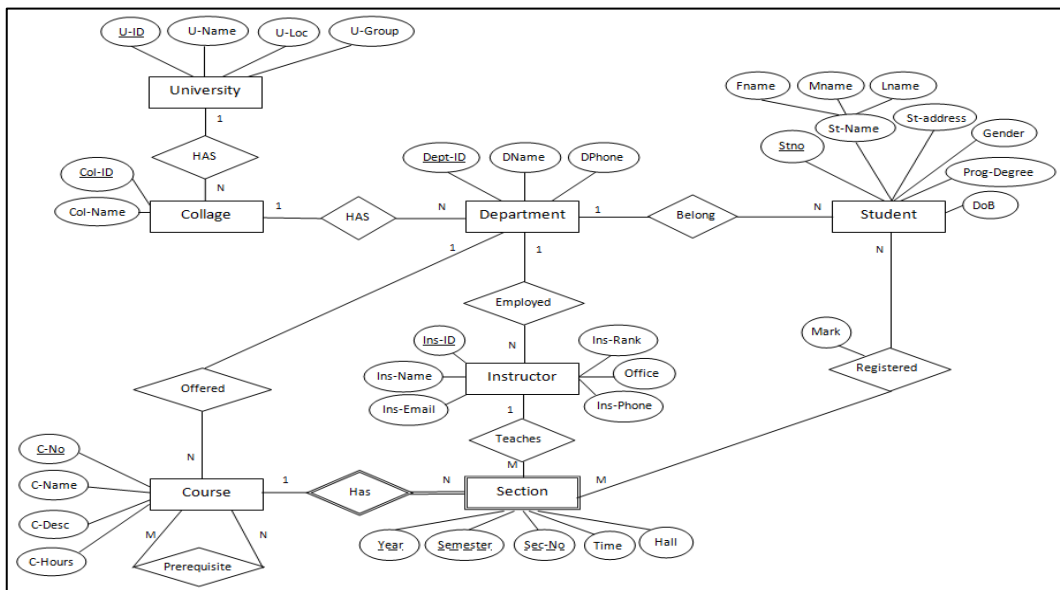 U-ID
U-Name
U-Loc
U-Group
University
1
HAS
N
Col-ID
Col-Name
Collage
1
HAS
N
Dept-ID
DName
DPhone
Department
1
Belong
N
Fname
Mname
Lname
St-Name
St-address
Stno
Gender
Prog-Degree
DoB
Student
1
1
N
Employed
N
Ins-ID
Ins-Name
Ins-Email
Ins-Rank
Office
Ins-Phone
Instructor
1
Teaches
M
Mark
Registered
M
Offered
N
C-No
C-Name
C-Desc
C-Hours
Course
1
Has
N
Section
Year
Semester
Sec-No
Time
Hall
M
N
Prerequisite